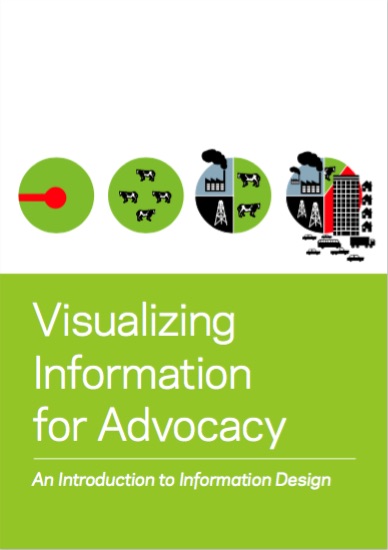 Visualizing
Information
for Advocacy
An Introduction to Information Design